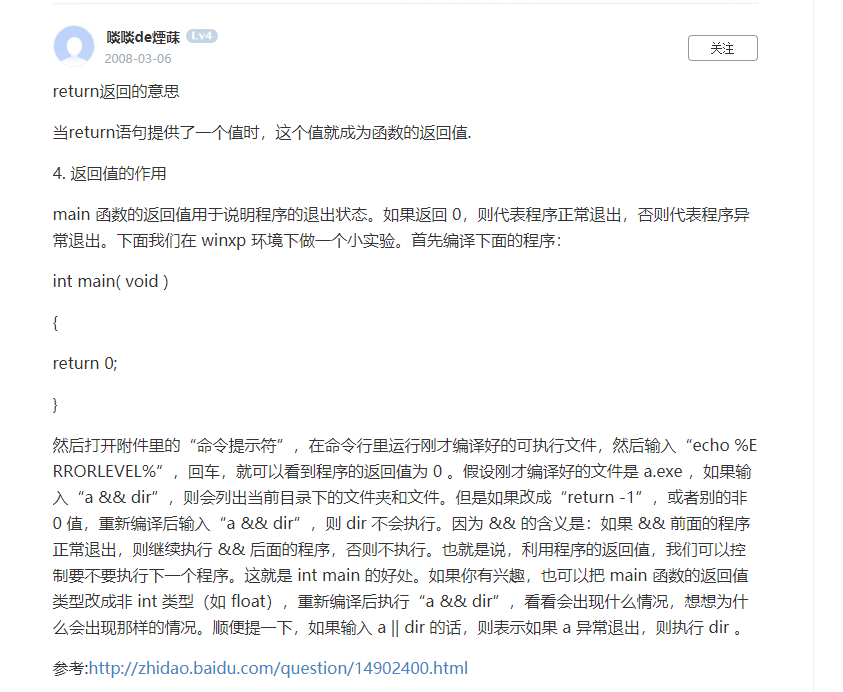 啖啖de煙蕀 Lv4
2008-03-06
关注
return返回的意思
当return语句提供了一个值时，这个值就成为函数的返回值.
4. 返回值的作用
main 函数的返回值用于说明程序的退出状态。如果返回 0，则代表程序正常退出，否则代表程序异
常退出。下面我们在 winxp 环境下做一个小实验。首先编译下面的程序：
int main( void )
{
return 0;
}
然后打开附件里的“命令提示符”，在命令行里运行刚才编译好的可执行文件，然后输入“echo %E
RRORLEVEL%”，回车，就可以看到程序的返回值为 0 。假设刚才编译好的文件是 a.exe ，如果输
入“a && dir”，则会列出当前目录下的文件夹和文件。但是如果改成“return -1”，或者别的非
0 值，重新编译后输入“a && dir”，则 dir 不会执行。因为 && 的含义是：如果 && 前面的程序
正常退出，则继续执行 && 后面的程序，否则不执行。也就是说，利用程序的返回值，我们可以控
制要不要执行下一个程序。这就是 int main 的好处。如果你有兴趣，也可以把 main 函数的返回值
类型改成非 int 类型（如 float），重新编译后执行“a && dir”，看看会出现什么情况，想想为什
么会出现那样的情况。顺便提一下，如果输入 a || dir 的话，则表示如果 a 异常退出，则执行 dir 。
参考:http://zhidao.baidu.com/question/14902400.html